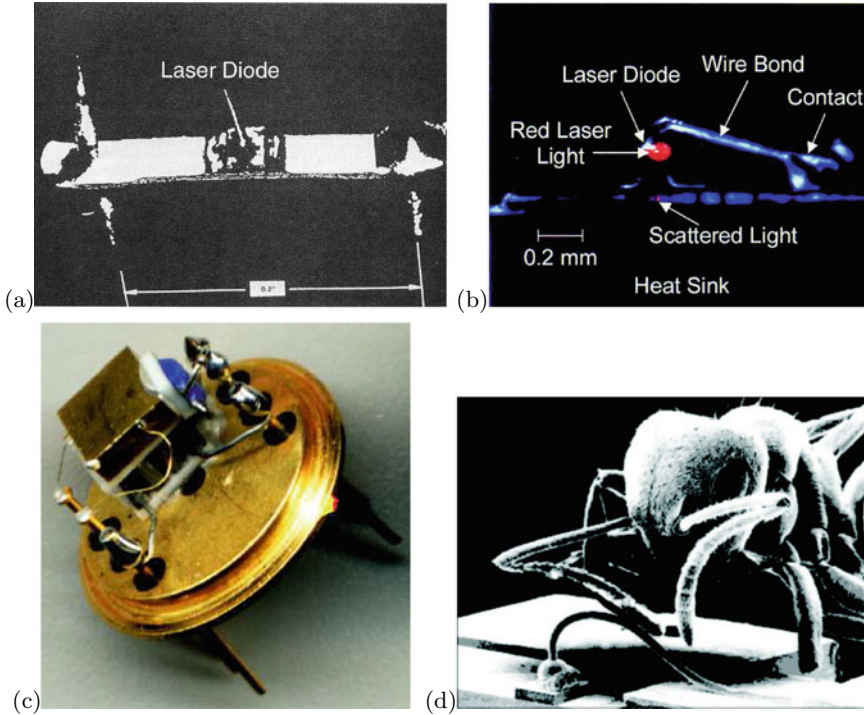 Laser Diode
0.2"
(a)
Laser Diode
Wire Bond
Contact
Red Laser
Light
Scattered Light
0.2 mm
Heat Sink
(b)
(c)
(d)